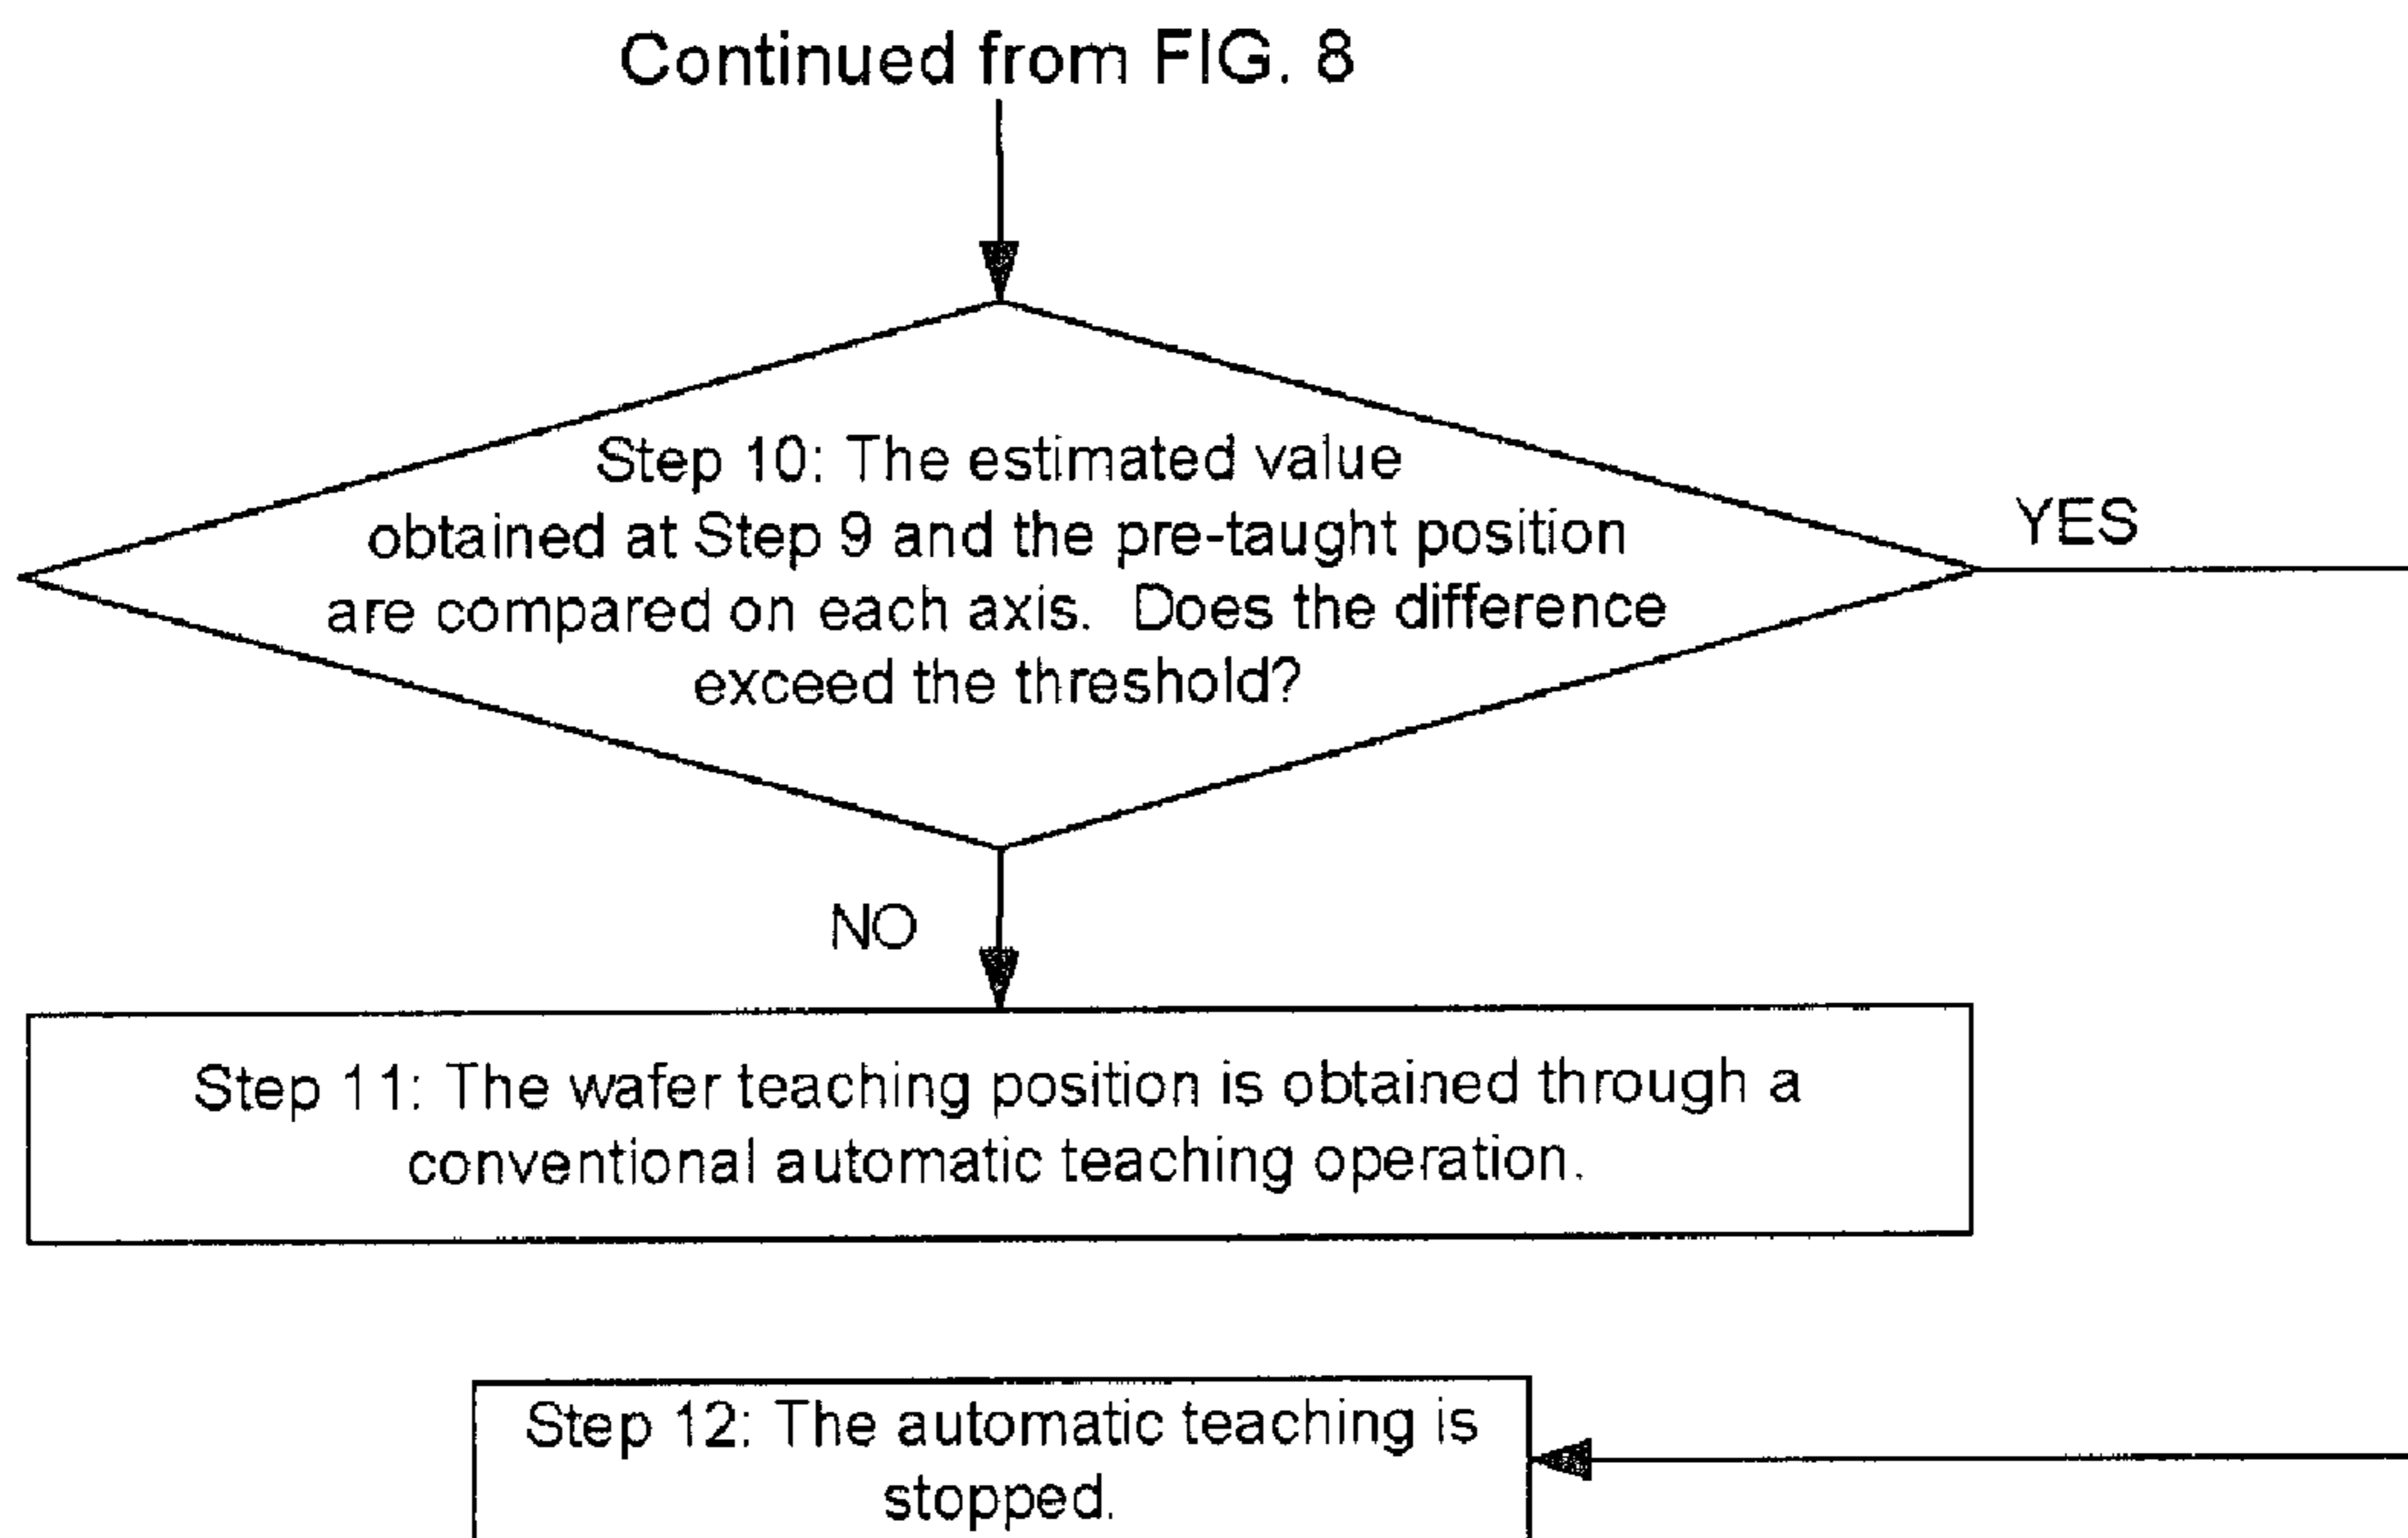 Continued from FIG. 8
Step 10: The estimated value
obtained at Step 9 and the pre-taught position
are compared on each axis. Does the difference
exceed the threshold?
YES
NO
Step 11: The wafer teaching position is obtained through a
conventional automatic teaching operation.
Step 12: The automatic teaching is
stopped.